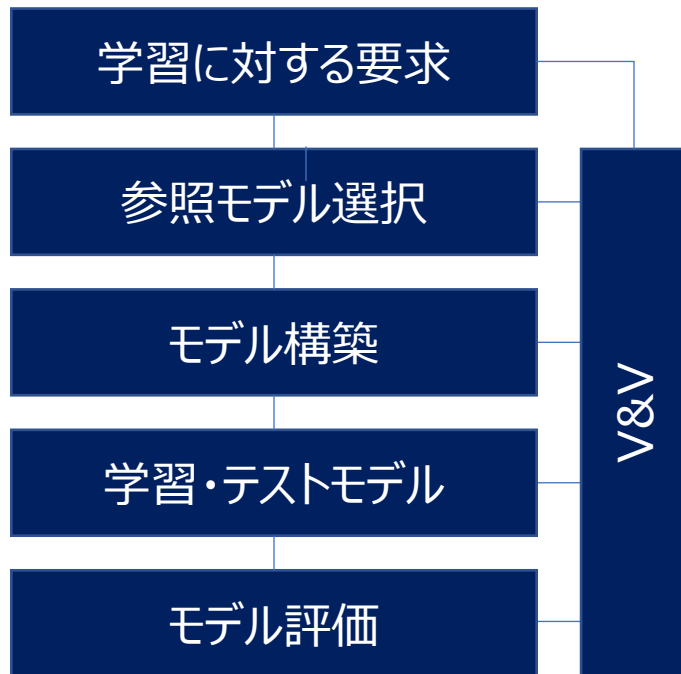 学習に対する要求
参照モデル選択
モデル構築
学習・テストモデル
モデル評価
V&V